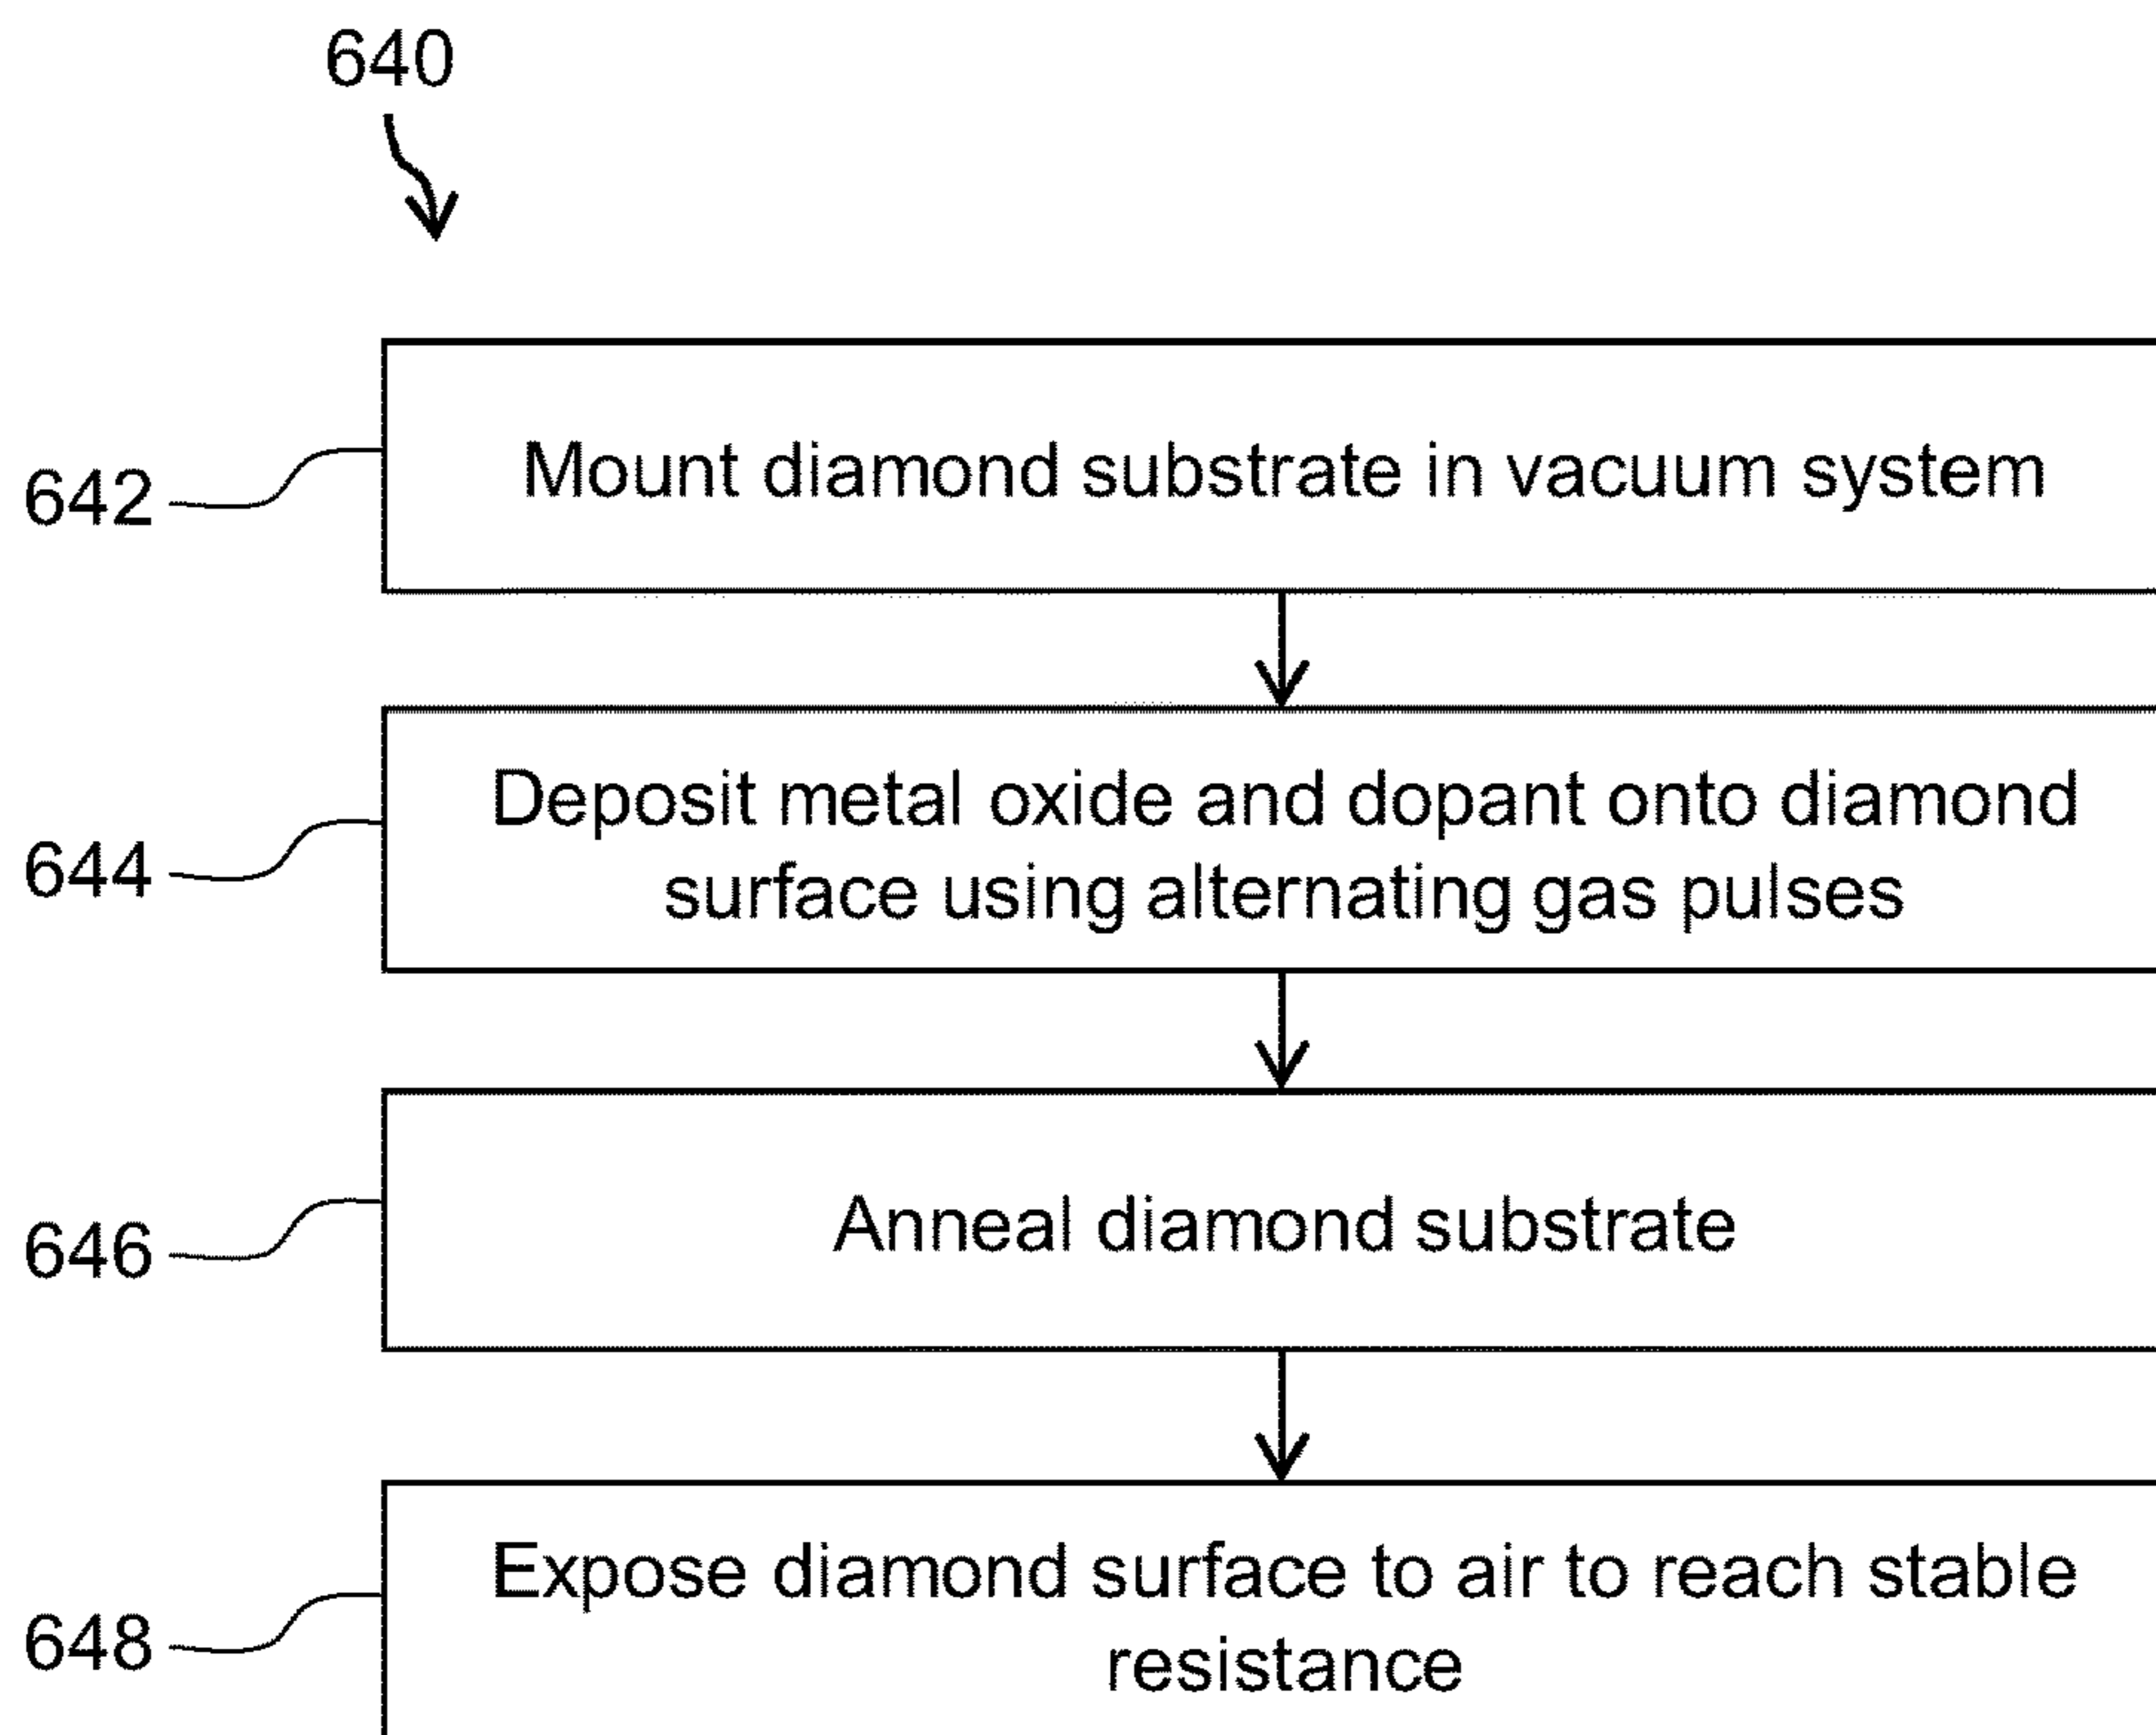 640
642
Mount diamond substrate in vacuum system
644
Deposit metal oxide and dopant onto diamond
surface using alternating gas pulses
646
Anneal diamond substrate
648
Expose diamond surface to air to reach stable
resistance